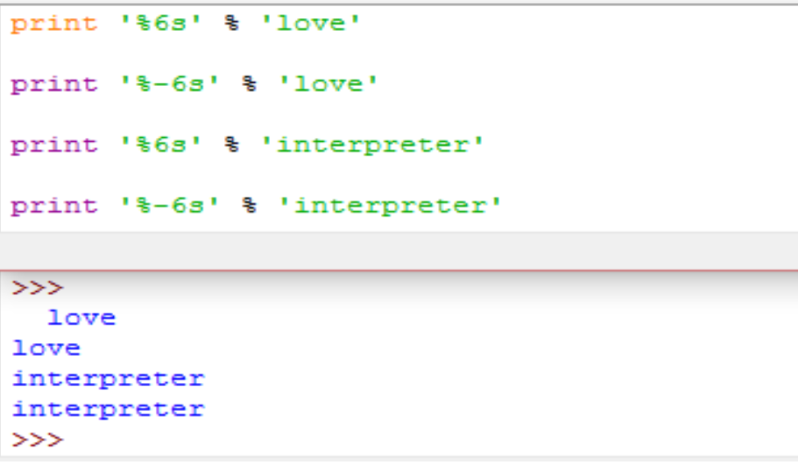 print '%6s' % 'love'
print '%-6s' % 'love'
print '%6s' % 'interpreter'
print '%-6s' % 'interpreter'
>>>
  love
love
interpreter
interpreter
>>>